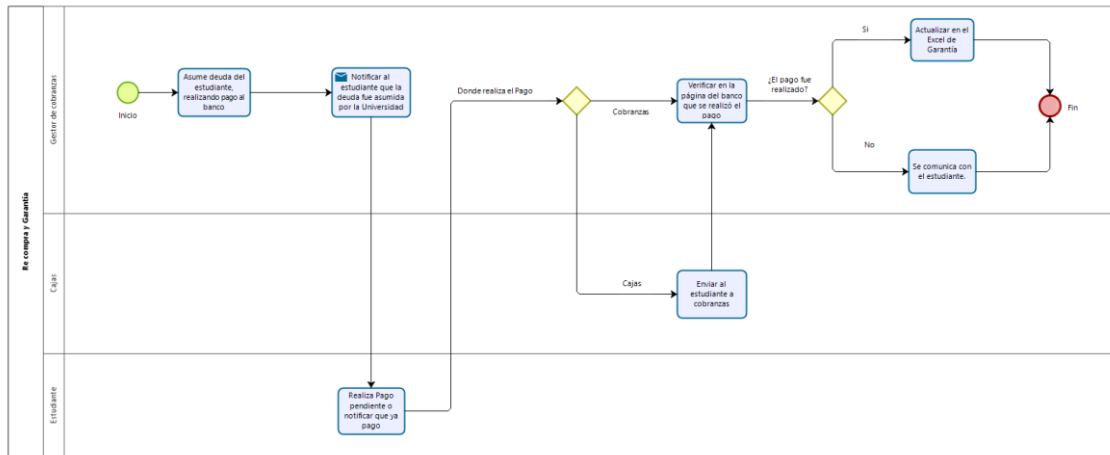 Re compra y Garantía
Gestor de cobranzas
Inicio
Asume deuda del
estudiante,
realizando pago al
banco
Notificar al
estudiante que la
deuda fue asumida
por la Universidad
Donde realiza el Pago
Cobranzas
Verificar en la
página del banco
que se realizó el
pago
¿El pago fue
realizado?
Si
Actualizar en el
Excel de
Garantía
No
Se comunica con
el estudiante.
Fin
Cajas
Cajas
Enviar al
estudiante a
cobranzas
Estudiante
Realiza Pago
pendiente o
notificar que ya
pago